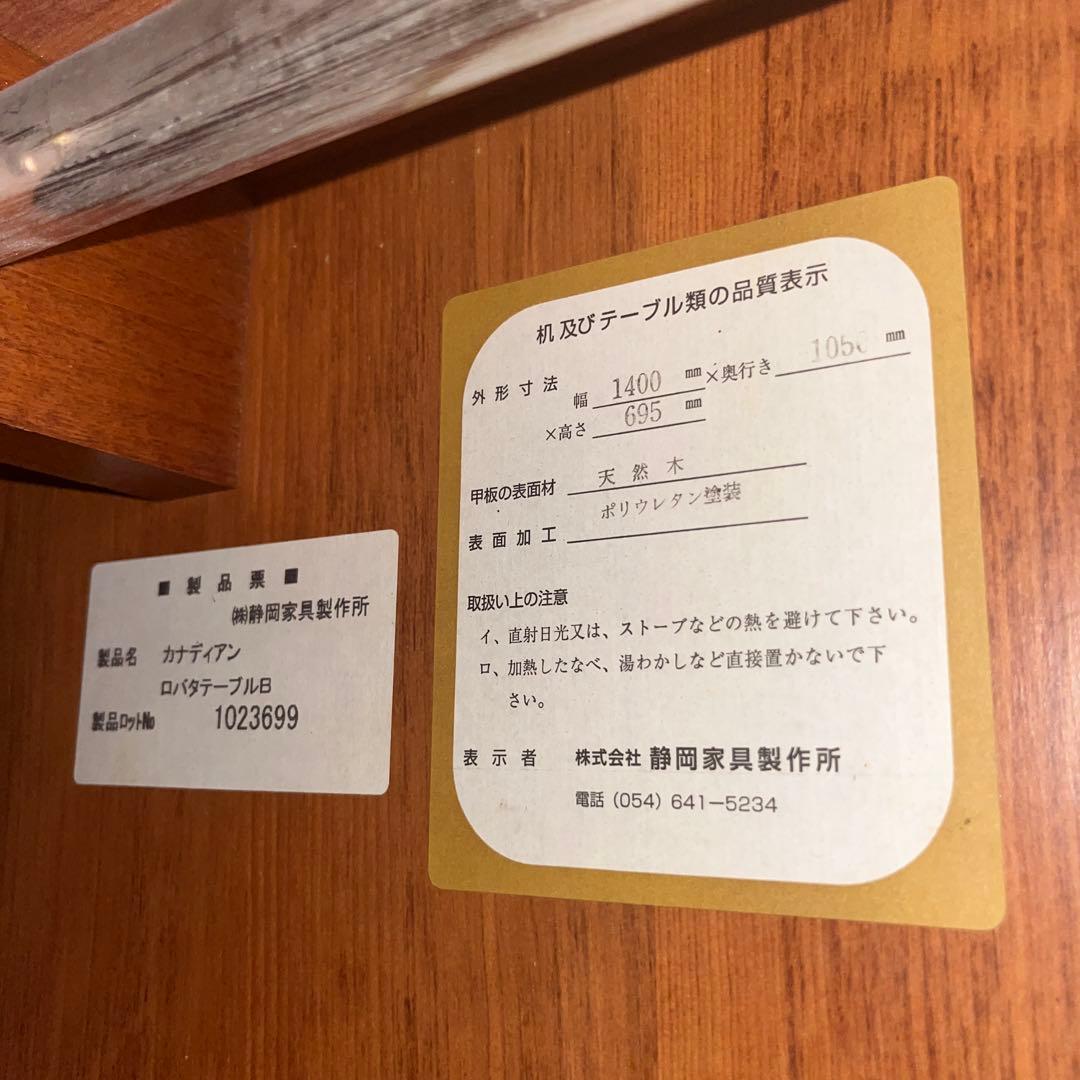 ■ 製品票 ■
㈱静岡家具製作所
製品名 カナディアン
ロバタテーブルB
製品ロットNo 1023699
机及びテーブル類の品質表示
外形寸法 幅 1400 mm×奥行き 1050 mm
×高さ 695 mm
甲板の表面材 天然木
表面加工 ポリウレタン塗装
取扱い上の注意
イ、直射日光又は、ストーブなどの熱を避けて下さい。
ロ、加熱したなべ、湯わかしなど直接置かないで下
さい。
表示者 株式会社 静岡家具製作所
電話(054)641-5234